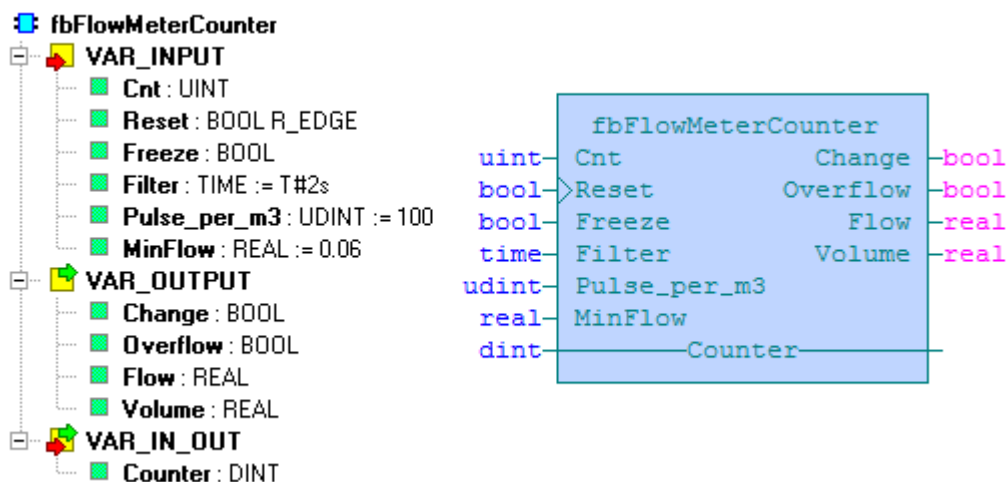 fbFlowMeterCounter
VAR_INPUT
Cnt : UINT
Reset : BOOL R_EDGE
Freeze : BOOL
Filter : TIME := T#2s
Pulse_per_m3 : UDINT := 100
MinFlow : REAL := 0.06
VAR_OUTPUT
Change : BOOL
Overflow : BOOL
Flow : REAL
Volume : REAL
VAR_IN_OUT
Counter : DINT
fbFlowMeterCounter
uint Cnt Change bool
bool Reset Overflow bool
bool Freeze Flow real
time Filter Volume real
udint Pulse_per_m3
real MinFlow
dint Counter